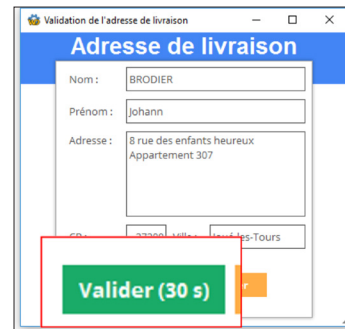 Validation de l'adresse de livraison
Adresse de livraison
Nom :
BRODIER
Prénom :
Johann
Adresse :
8 rue des enfants heureux
Appartement 307
Valider (30 s)